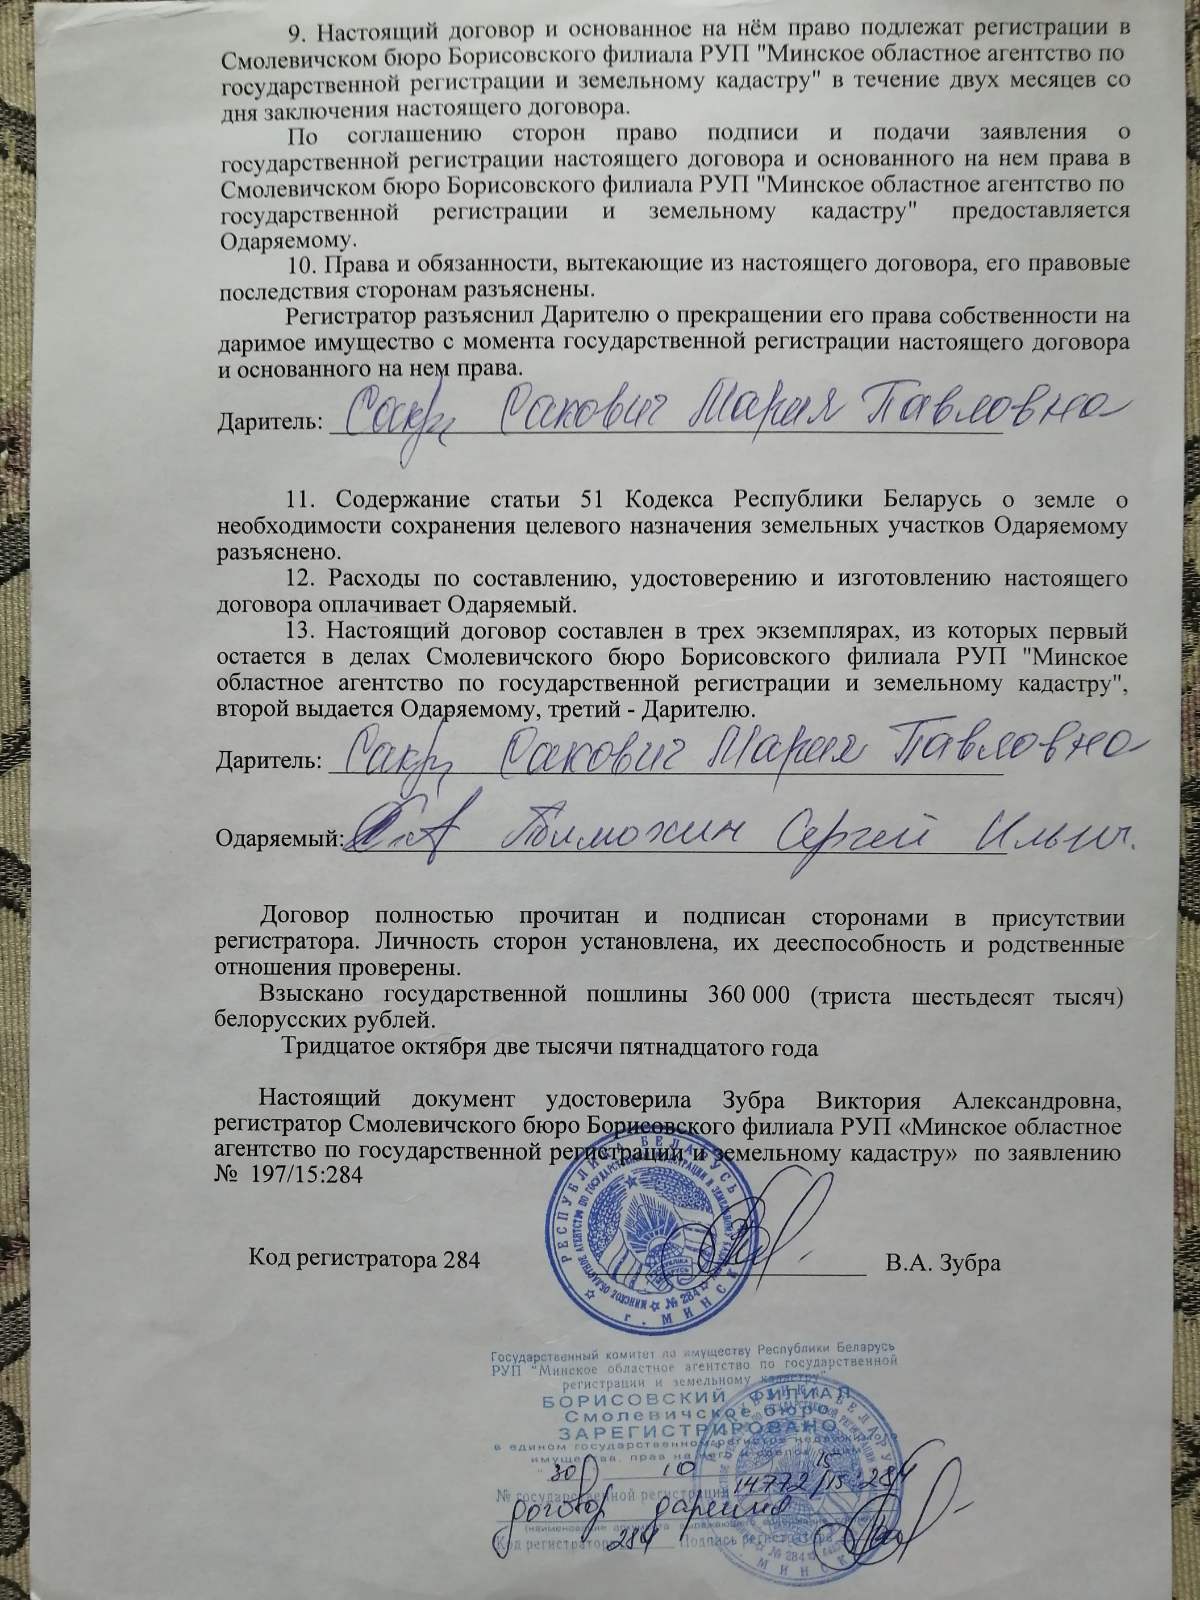 9. Настоящий договор и основанное на нём право подлежат регистрации в
Смолевичском бюро Борисовского филиала РУП "Минское областное агентство по
государственной регистрации и земельному кадастру" в течение двух месяцев со
дня заключения настоящего договора.
По соглашению сторон право подписи и подачи заявления о
государственной регистрации настоящего договора и основанного на нем права в
Смолевичском бюро Борисовского филиала РУП "Минское областное агентство по
государственной регистрации и земельному кадастру" предоставляется
Одаряемому.
10. Права и обязанности, вытекающие из настоящего договора, его правовые
последствия сторонам разъяснены.
Регистратор разъяснил Дарителю о прекращении его права собственности на
даримое имущество с момента государственной регистрации настоящего договора
и основанного на нем права.
Даритель: Сакович Мария Павловна
11. Содержание статьи 51 Кодекса Республики Беларусь о земле о
необходимости сохранения целевого назначения земельных участков Одаряемому
разъяснено.
12. Расходы по составлению, удостоверению и изготовлению настоящего
договора оплачивает Одаряемый.
13. Настоящий договор составлен в трех экземплярах, из которых первый
остается в делах Смолевичского бюро Борисовского филиала РУП "Минское
областное агентство по государственной регистрации и земельному кадастру",
второй выдается Одаряемому, третий - Дарителю.
Даритель: Сакович Мария Павловна
Одаряемый: Сергей Ильич
Договор полностью прочитан и подписан сторонами в присутствии
регистратора. Личность сторон установлена, их дееспособность и родственные
отношения проверены.
Взыскано государственной пошлины 360 000 (триста шестьдесят тысяч)
белорусских рублей.
Тридцатое октября две тысячи пятнадцатого года
Настоящий документ удостоверила Зубра Виктория Александровна,
регистратор Смолевичского бюро Борисовского филиала РУП «Минское областное
агентство по государственной регистрации и земельному кадастру» по заявлению
№ 197/15:284
РЕСПУБЛИКА БЕЛАРУСЬ
МИНСКОЕ ОБЛАСТНОЕ АГЕНТСТВО ПО ГОСУДАРСТВЕННОЙ РЕГИСТРАЦИИ И ЗЕМЕЛЬНОМУ
№ 284
г. МИНСК
Код регистратора 284 В.А. Зубра
Государственный комитет по имуществу Республики Беларусь
РУП "Минское областное агентство по государственной
регистрации и земельному кадастру"
БОРИСОВСКИЙ ФИЛИАЛ
Смолевичское бюро
ЗАРЕГИСТРИРОВАНО
в едином государственном регистре недвижимого
имущества, прав на него и сделок с ним
30 10 15
№ государственной регистрации 14772/15:284
договор дарения
Код регистратора 284 Подпись регистратора
№ 284
МИНСК